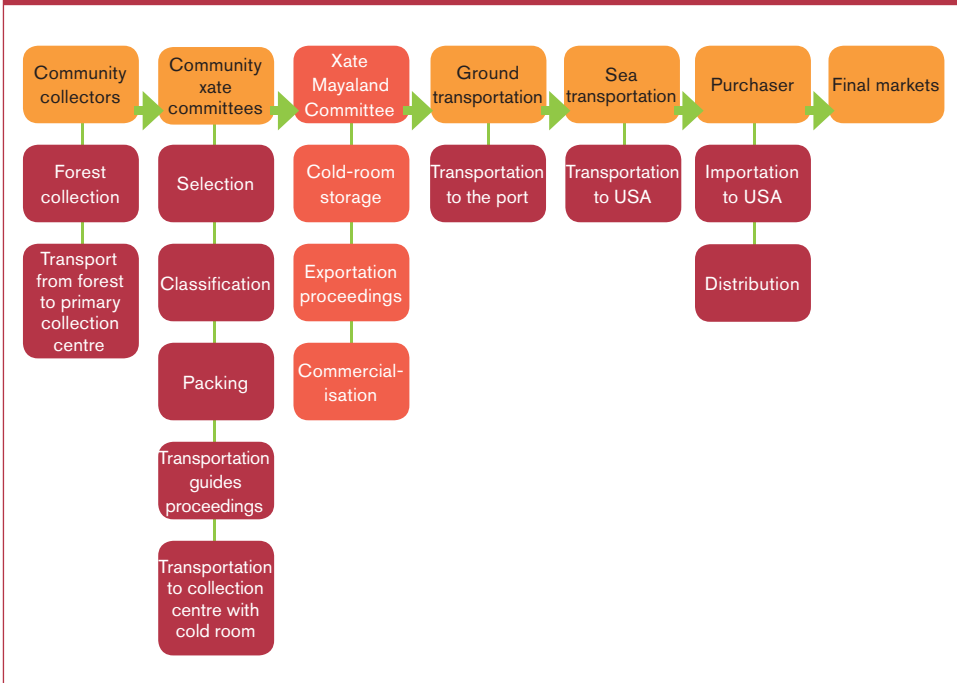 Community
collectors
Community
xate
committees
Xate
Mayaland
Committee
Ground
transportation
Sea
transportation
Purchaser
Final markets
Forest
collection
Transport
from forest
to primary
collection
centre
Selection
Classification
Packing
Transportation
guides
proceedings
Transportation
to collection
centre with
cold room
Cold-room
storage
Exportation
proceedings
Commercial-
isation
Transportation
to the port
Transportation
to USA
Importation
to USA
Distribution